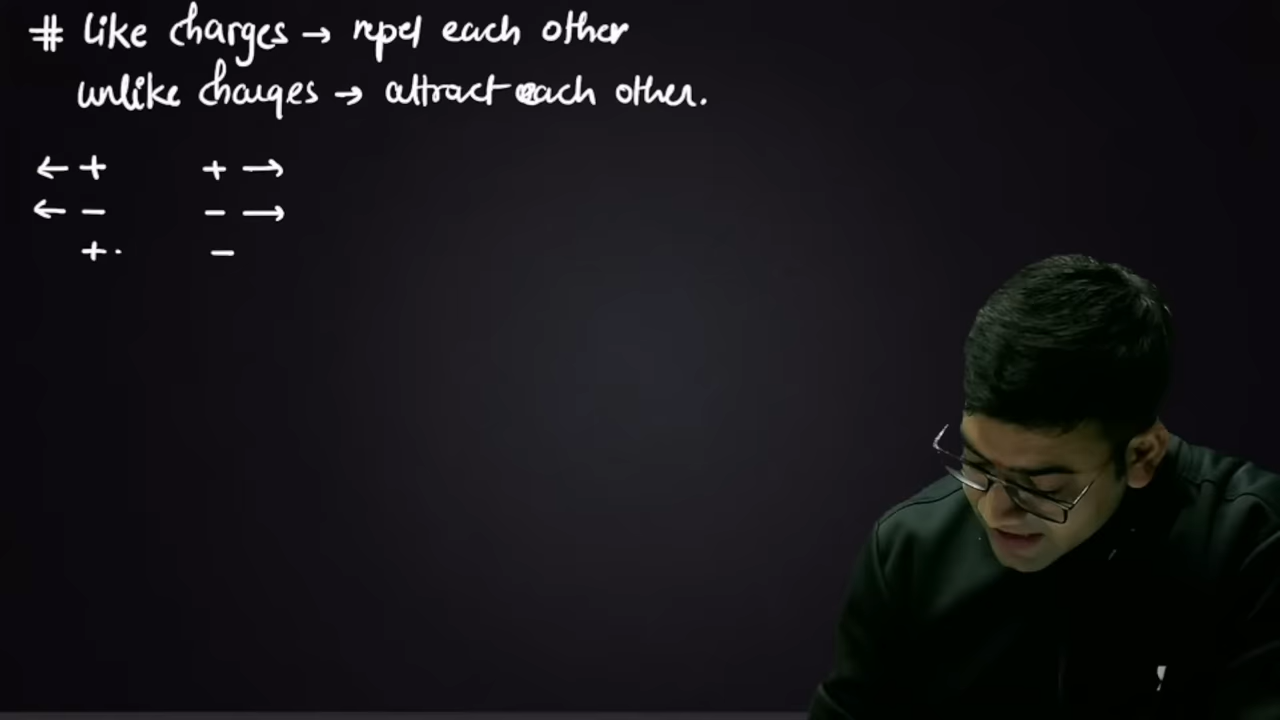 # Like charges → repel each other
unlike charges → attract each other.
← + + →
← - - →
+· -